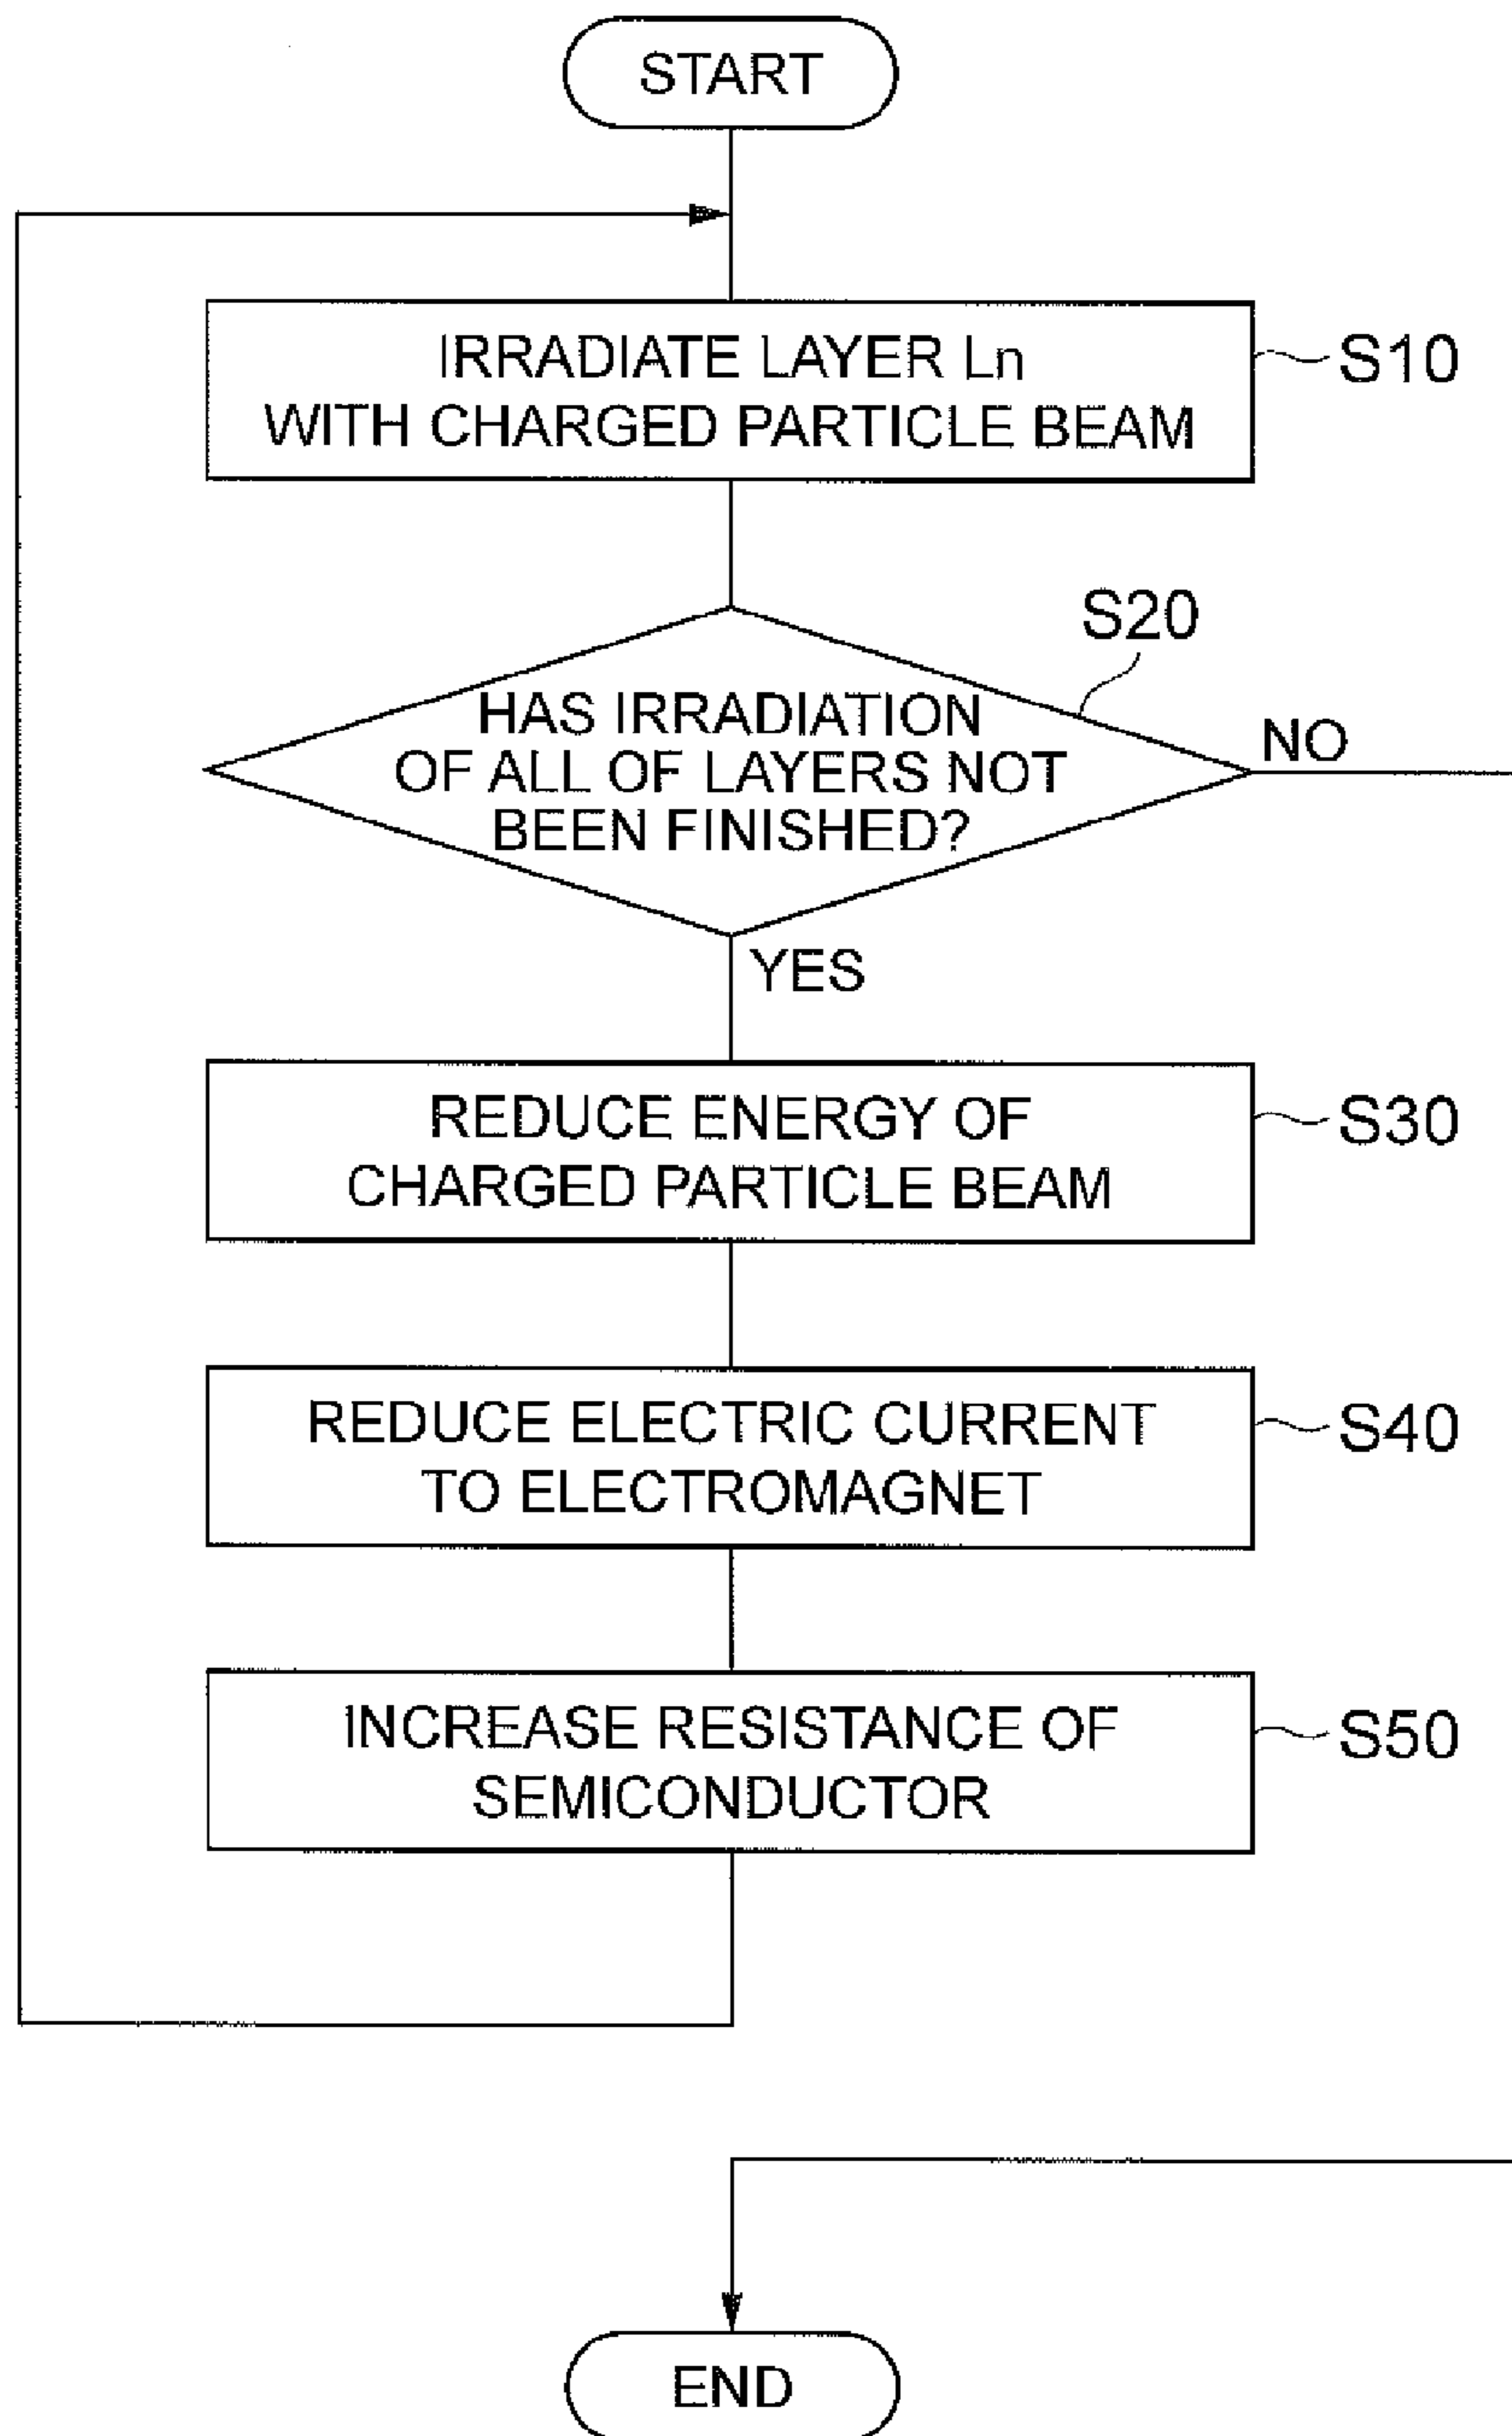 START
IRRADIATE LAYER Ln
WITH CHARGED PARTICLE BEAM
S10
S20
HAS IRRADIATION
OF ALL OF LAYERS NOT
BEEN FINISHED?
NO
YES
REDUCE ENERGY OF
CHARGED PARTICLE BEAM
S30
REDUCE ELECTRIC CURRENT
TO ELECTROMAGNET
S40
INCREASE RESISTANCE OF
SEMICONDUCTOR
S50
END